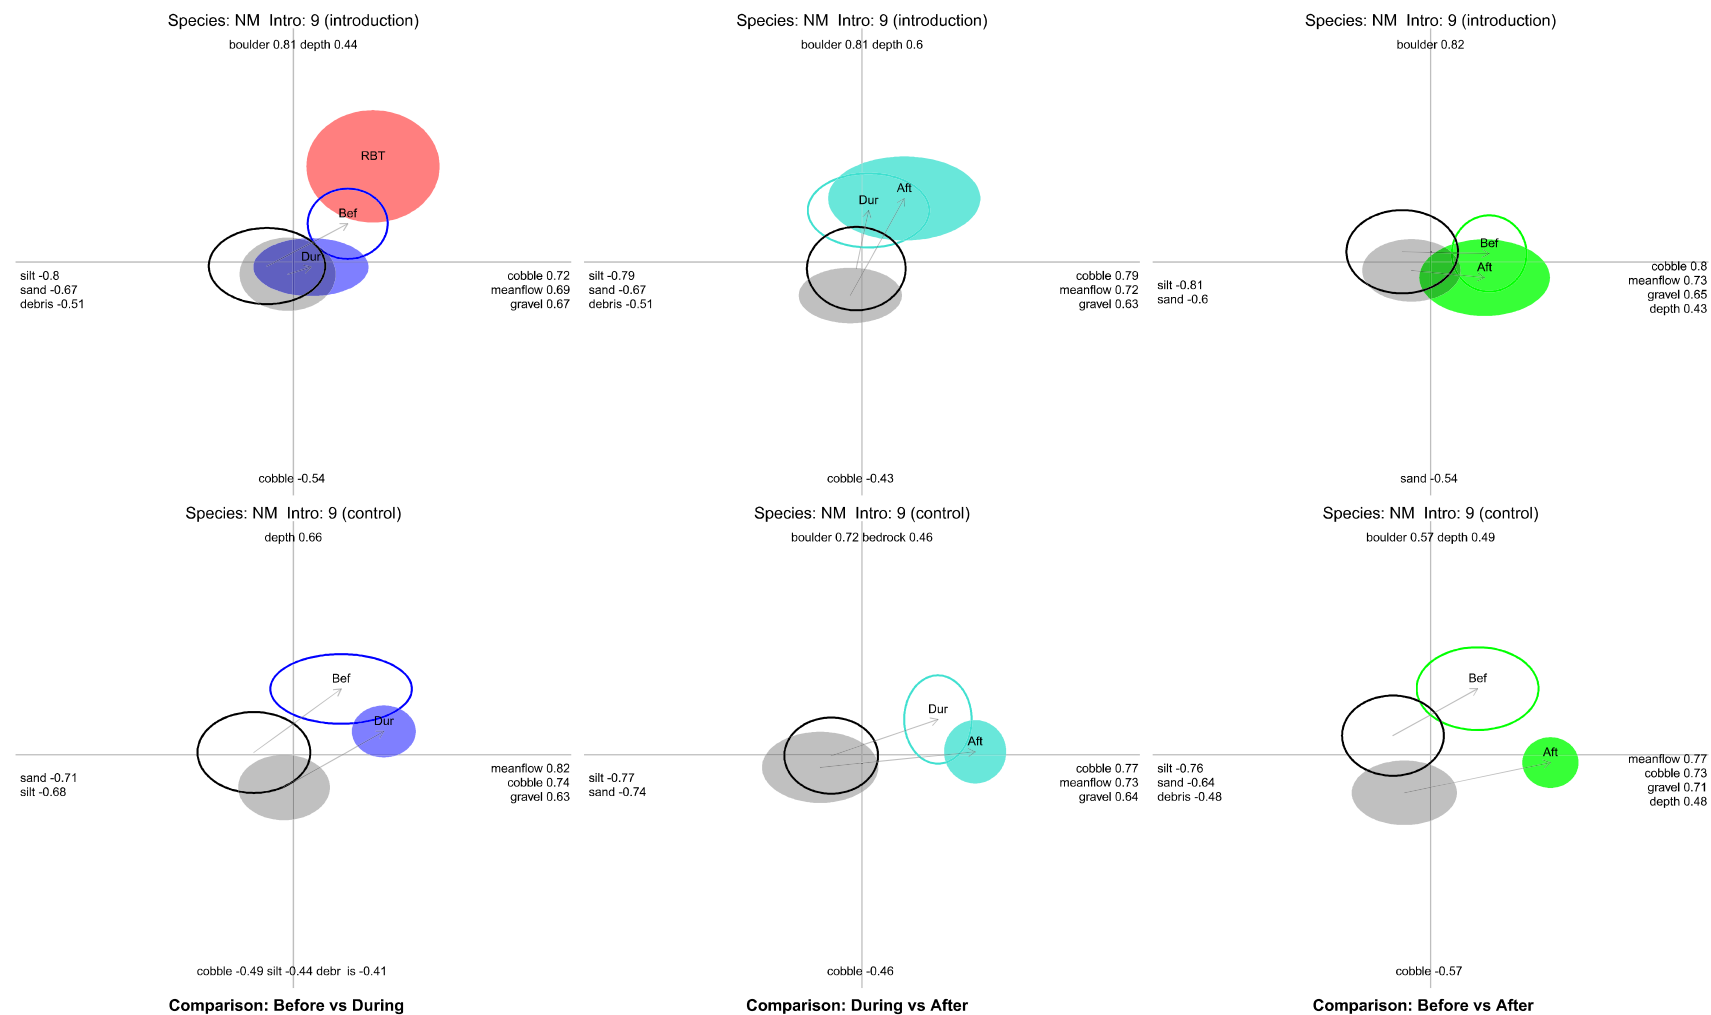 Species: NM  Intro: 9 (introduction)
boulder 0.81 depth 0.44
RBT
Bef
Dur
silt -0.8
sand -0.67
debris -0.51
cobble 0.72
meanflow 0.69
gravel 0.67
cobble -0.54
Species: NM  Intro: 9 (introduction)
boulder 0.81 depth 0.6
Dur
Aft
silt -0.79
sand -0.67
debris -0.51
cobble 0.79
meanflow 0.72
gravel 0.63
cobble -0.43
Species: NM  Intro: 9 (introduction)
boulder 0.82
Bef
Aft
silt -0.81
sand -0.6
cobble 0.8
meanflow 0.73
gravel 0.65
depth 0.43
sand -0.54
Species: NM  Intro: 9 (control)
depth 0.66
Bef
Dur
sand -0.71
silt -0.68
meanflow 0.82
cobble 0.74
gravel 0.63
cobble -0.49 silt -0.44 debr  is -0.41
Comparison: Before vs During
Species: NM  Intro: 9 (control)
boulder 0.72 bedrock 0.46
Dur
Aft
silt -0.77
sand -0.74
cobble 0.77
meanflow 0.73
gravel 0.64
cobble -0.46
Comparison: During vs After
Species: NM  Intro: 9 (control)
boulder 0.57 depth 0.49
Bef
Aft
silt -0.76
sand -0.64
debris -0.48
meanflow 0.77
cobble 0.73
gravel 0.71
depth 0.48
cobble -0.57
Comparison: Before vs After